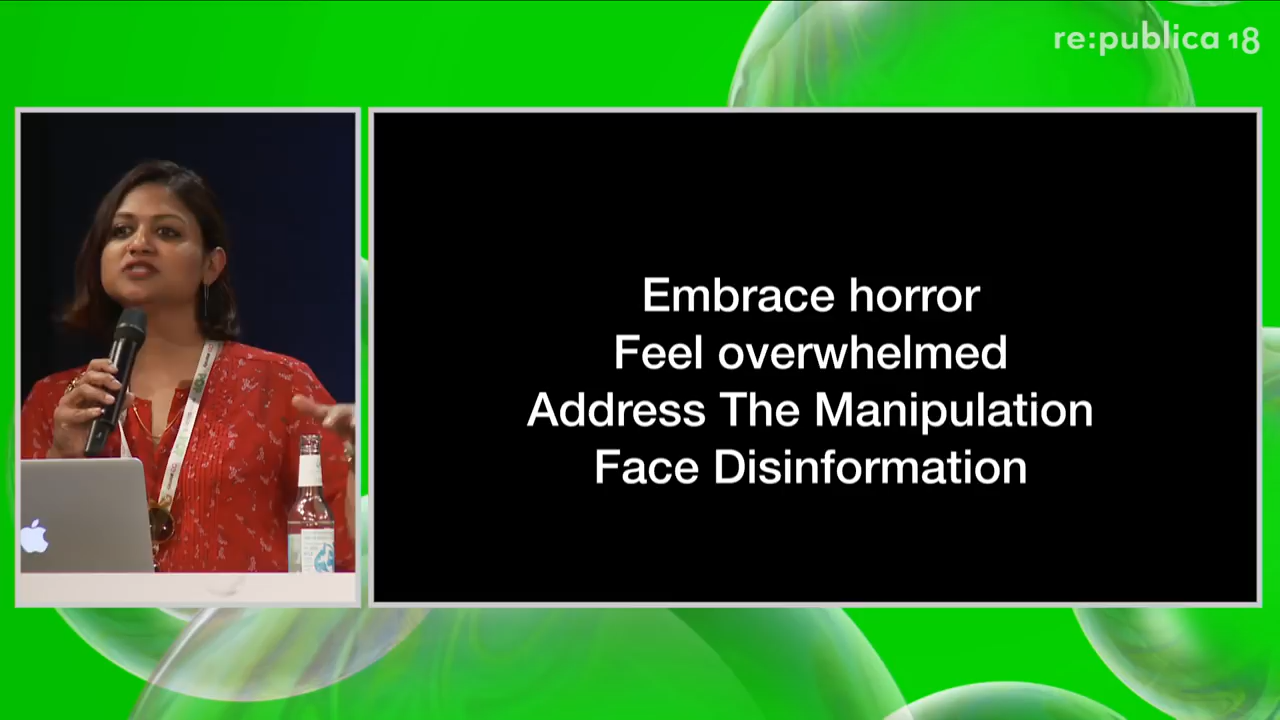 re:publica 18
Embrace horror
Feel overwhelmed
Address The Manipulation
Face Disinformation